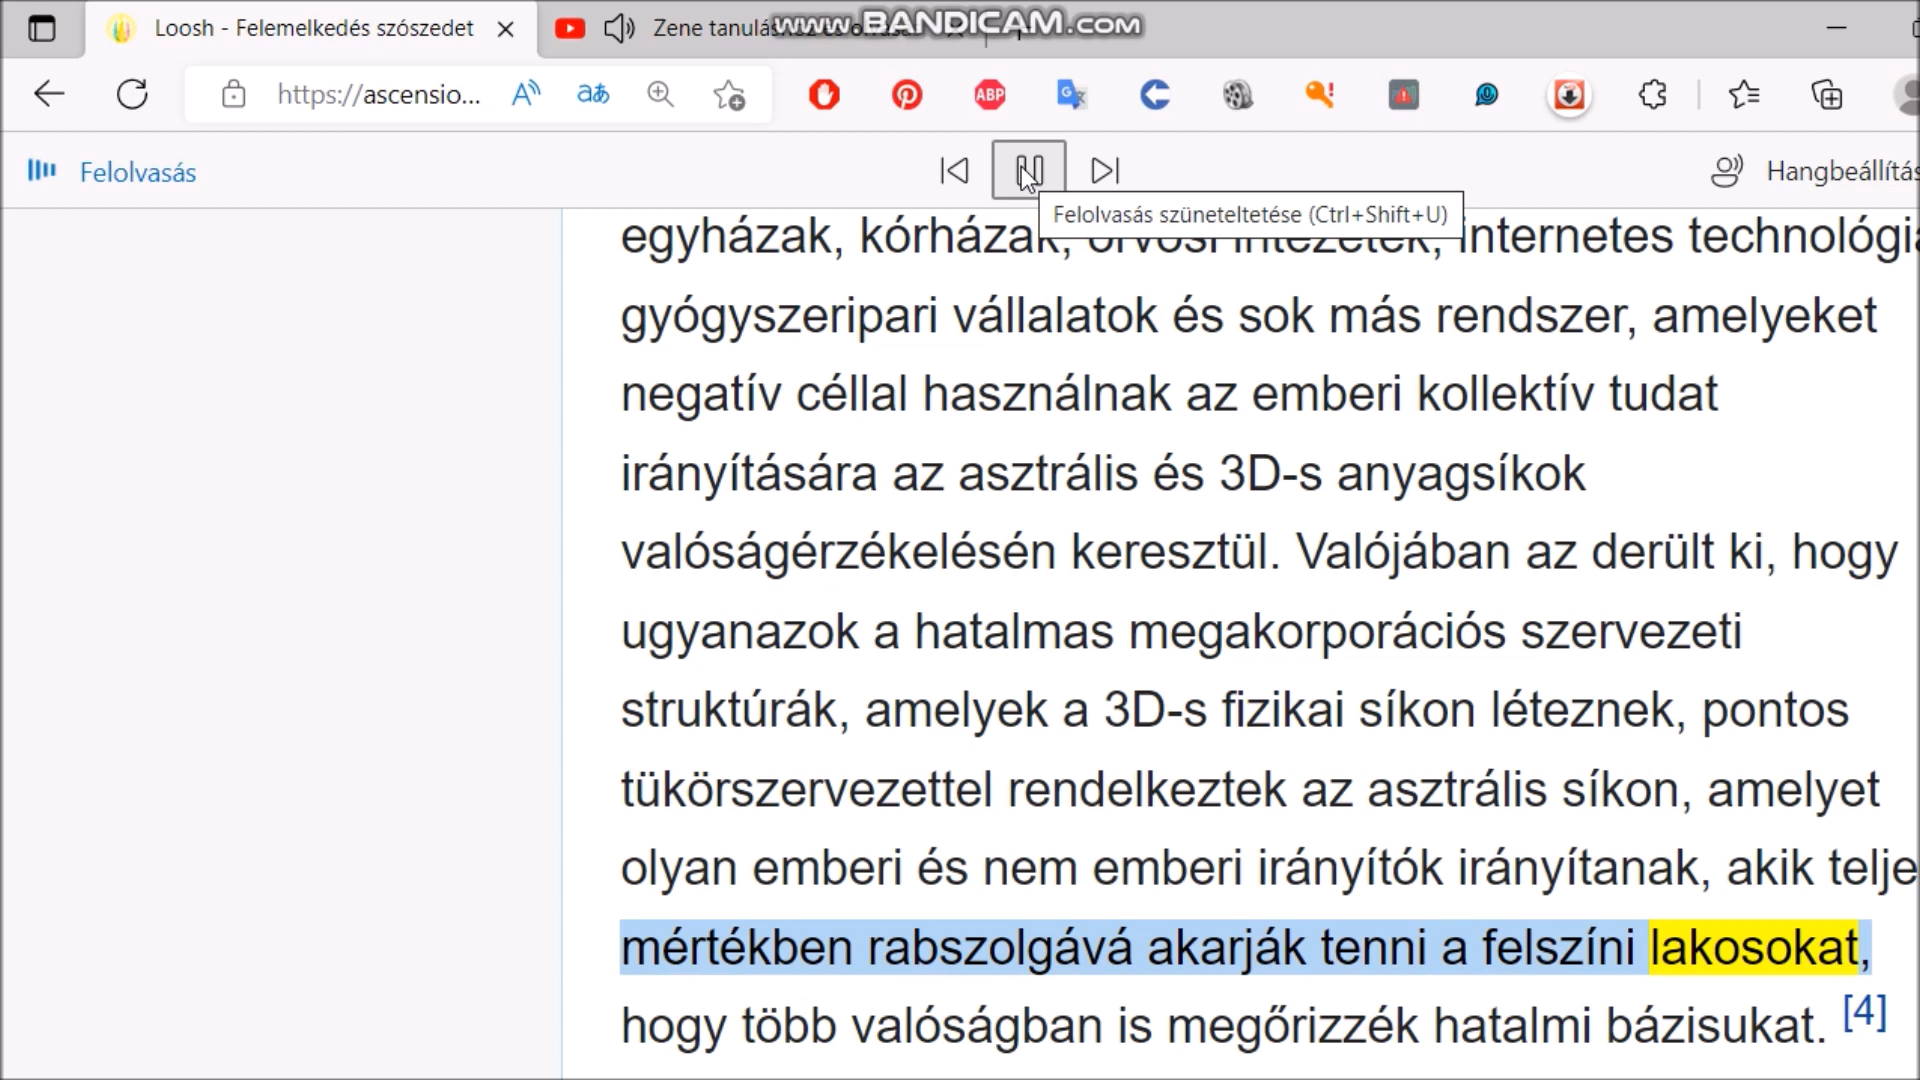 Loosh - Felemelkedés szószedet
Zene tanulás
www.BANDICAM.com
https://ascensio...
ABP
Felolvasás
Hangbeállítás
Felolvasás szüneteltetése (Ctrl+Shift+U)
egyházak, kórházak, orvosi intézetek, internetes technológia
gyógyszeripari vállalatok és sok más rendszer, amelyeket
negatív céllal használnak az emberi kollektív tudat
irányítására az asztrális és 3D-s anyagsíkok
valóságérzékelésén keresztül. Valójában az derült ki, hogy
ugyanazok a hatalmas megakorporációs szervezeti
struktúrák, amelyek a 3D-s fizikai síkon léteznek, pontos
tükörszervezettel rendelkeztek az asztrális síkon, amelyet
olyan emberi és nem emberi irányítók irányítanak, akik telje
mértékben rabszolgává akarják tenni a felszíni lakosokat,
hogy több valóságban is megőrizzék hatalmi bázisukat. [4]